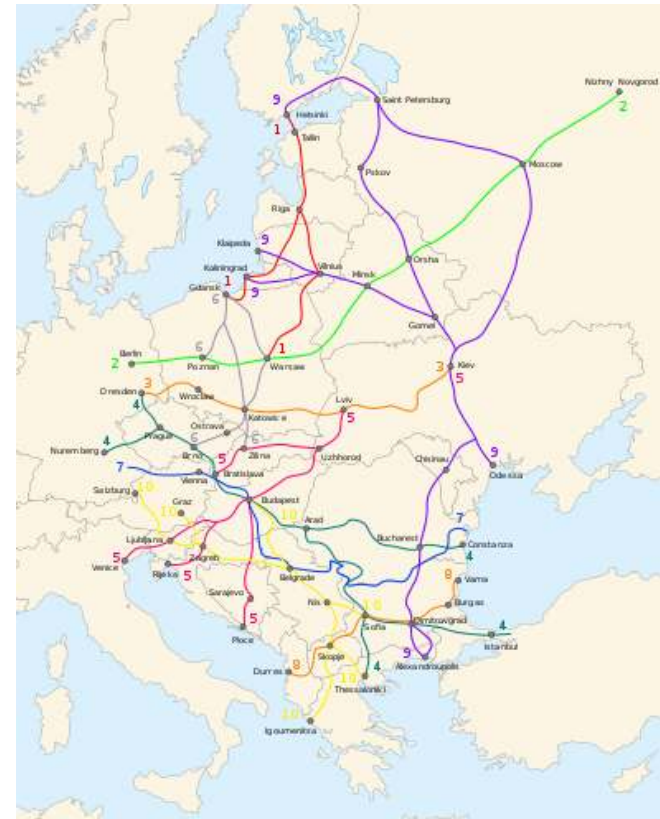 Nizhny Novgorod
2
9
Saint Petersburg
Helsinki
1
Tallin
Moscow
Pskov
Riga
Klaipeda
9
Orsha
Kaliningrad
Vilnius
Minsk
1
Gdansk
9
6
Gomel
Berlin
6
1
2
Poznan
Warsaw
3
Kiev
5
Dresden
3
Wroclaw
4
Lviv
5
Katowice
Ostrava
Prague
4
6
6
Nuremberg
Brno
Zilina
Uzhhorod
5
Chisinau
9
7
Vienna
Bratislava
Odessa
Salzburg
10
Graz
Budapest
10
10
Arad
7
Ljubljana
Bucharest
Constanza
5
Zagreb
4
Venice
Rijeka
5
Belgrade
8
Varna
Sarajevo
Nis
10
Burgas
5
Ploce
Sofia
Dimitrovgrad
4
Istanbul
Skopje
9
Alexandroupolis
Durres
8
10
4
Thessaloniki
10
Igoumenitsa